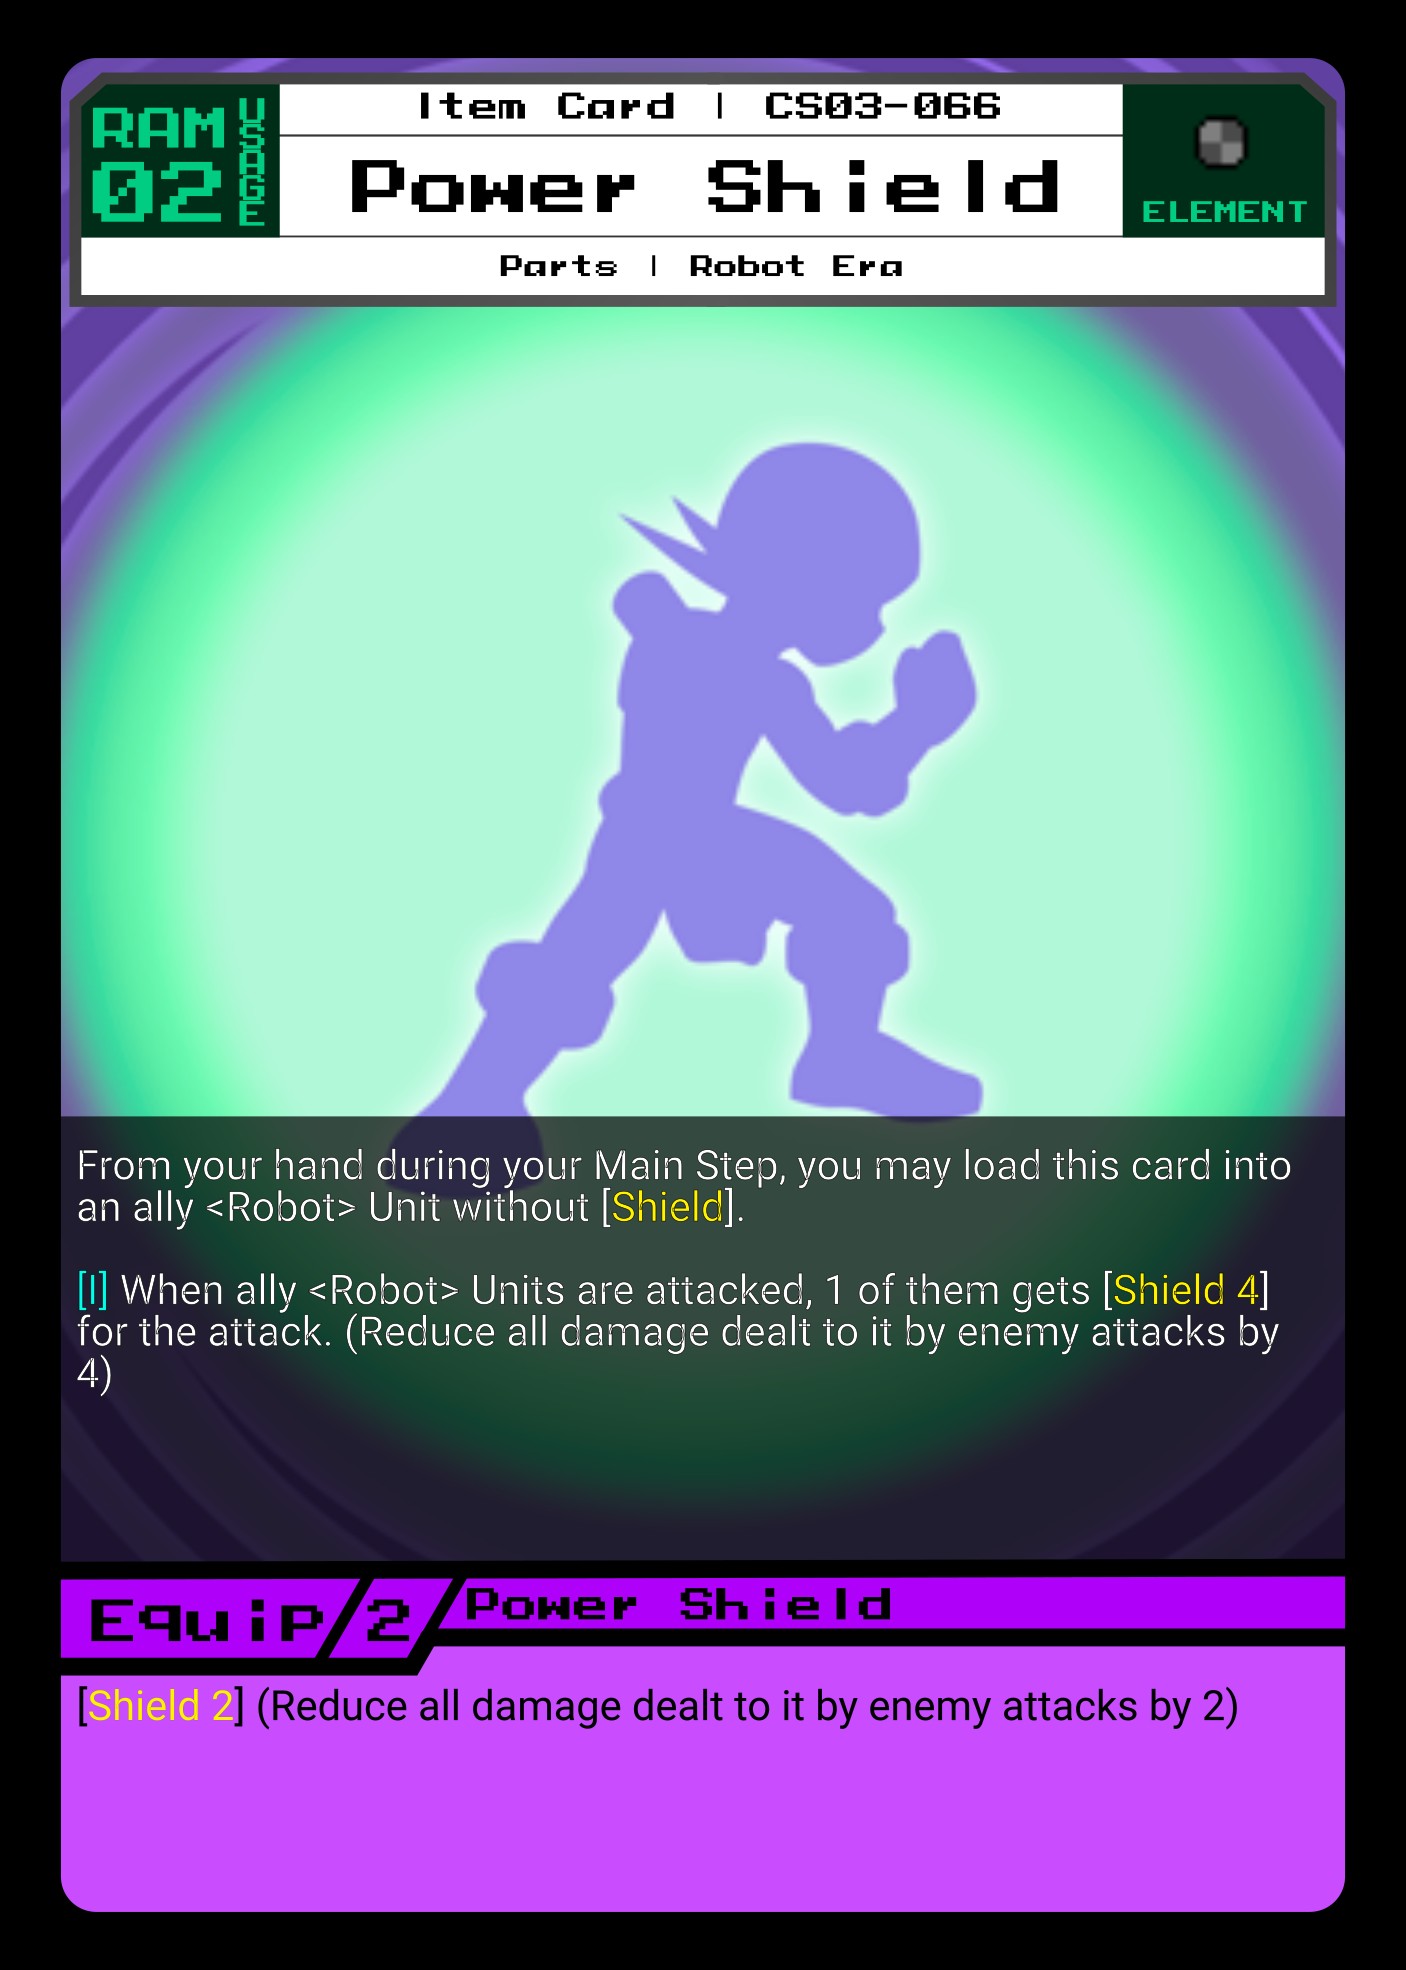 RAM
02
USAGE
Item Card | CS03-066
Power Shield
ELEMENT
Parts | Robot Era
From your hand during your Main Step, you may load this card into
an ally <Robot> Unit without [Shield].
[I] When ally <Robot> Units are attacked, 1 of them gets [Shield 4]
for the attack. (Reduce all damage dealt to it by enemy attacks by
4)
Equip/2/Power Shield
[Shield 2] (Reduce all damage dealt to it by enemy attacks by 2)